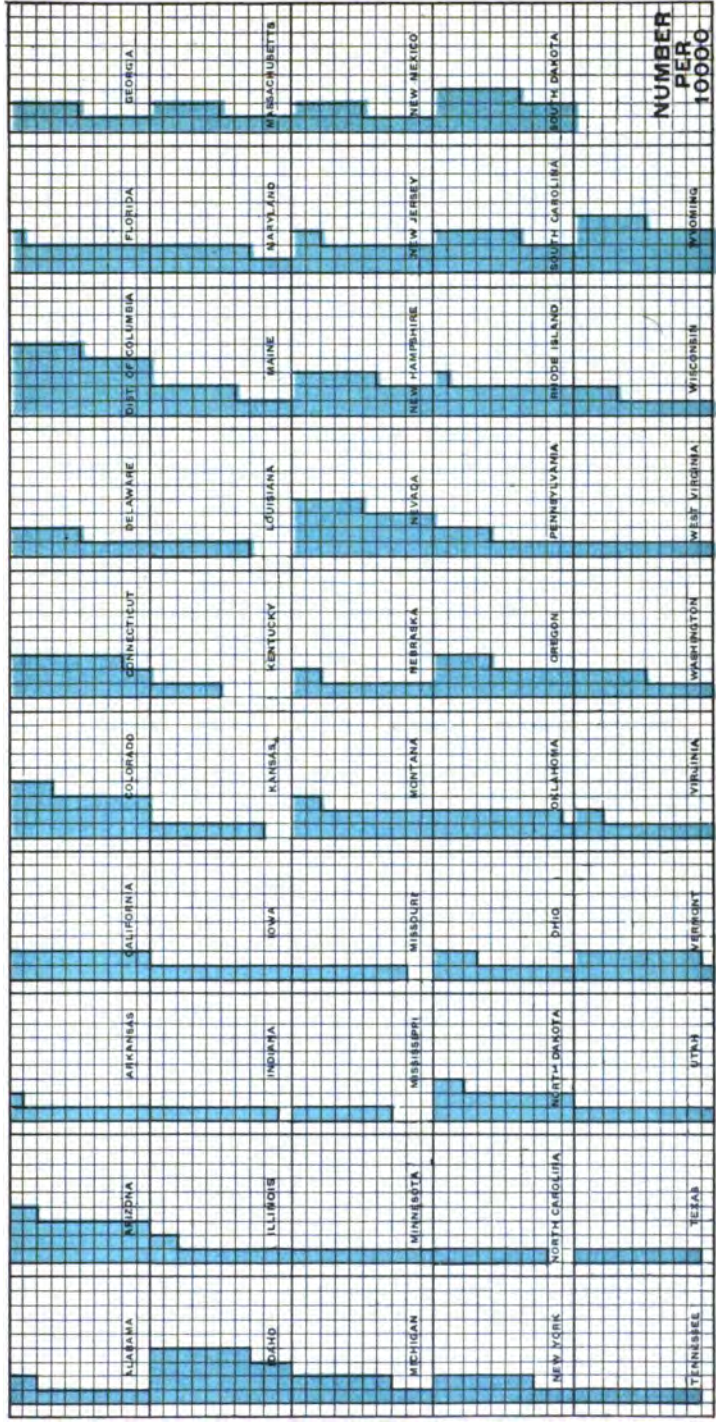 ALABAMA
ARIZONA
ARKANSAS
CALIFORNIA
COLORADO
CONNECTICUT
DELAWARE
DIST OF COLUMBIA
FLORIDA
GEORGIA
IDAHO
ILLINOIS
INDIANA
IOWA
KANSAS
KENTUCKY
LOUISIANA
MAINE
MARYLAND
MASSACHUSETTS
MICHIGAN
MINNESOTA
MISSISSIPPI
MISSOURI
MONTANA
NEBRASKA
NEVADA
NEW HAMPSHIRE
NEW JERSEY
NEW MEXICO
NEW YORK
NORTH CAROLINA
NORTH DAKOTA
OHIO
OKLAHOMA
OREGON
PENNSYLVANIA
RHODE ISLAND
SOUTH CAROLINA
SOUTH DAKOTA
TENNESSEE
TEXAS
UTAH
VERMONT
VIRGINIA
WASHINGTON
WEST VIRGINIA
WISCONSIN
WYOMING
NUMBER
PER
10000